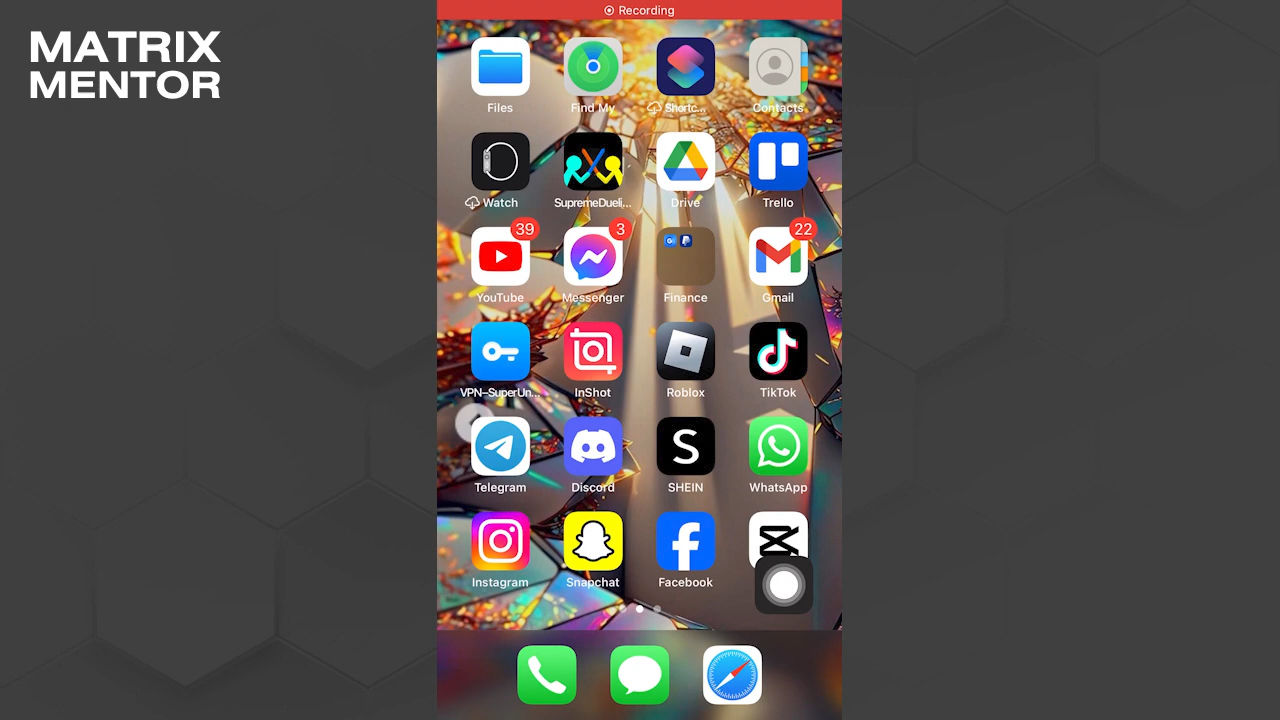 MATRIX
MENTOR
Recording
Files
Find My
Shortc...
Contacts
Watch
SupremeDueli...
Drive
Trello
39
3
22
YouTube
Messenger
Finance
Gmail
VPN–SuperUn...
InShot
Roblox
TikTok
Telegram
Discord
SHEIN
WhatsApp
Instagram
Snapchat
Facebook